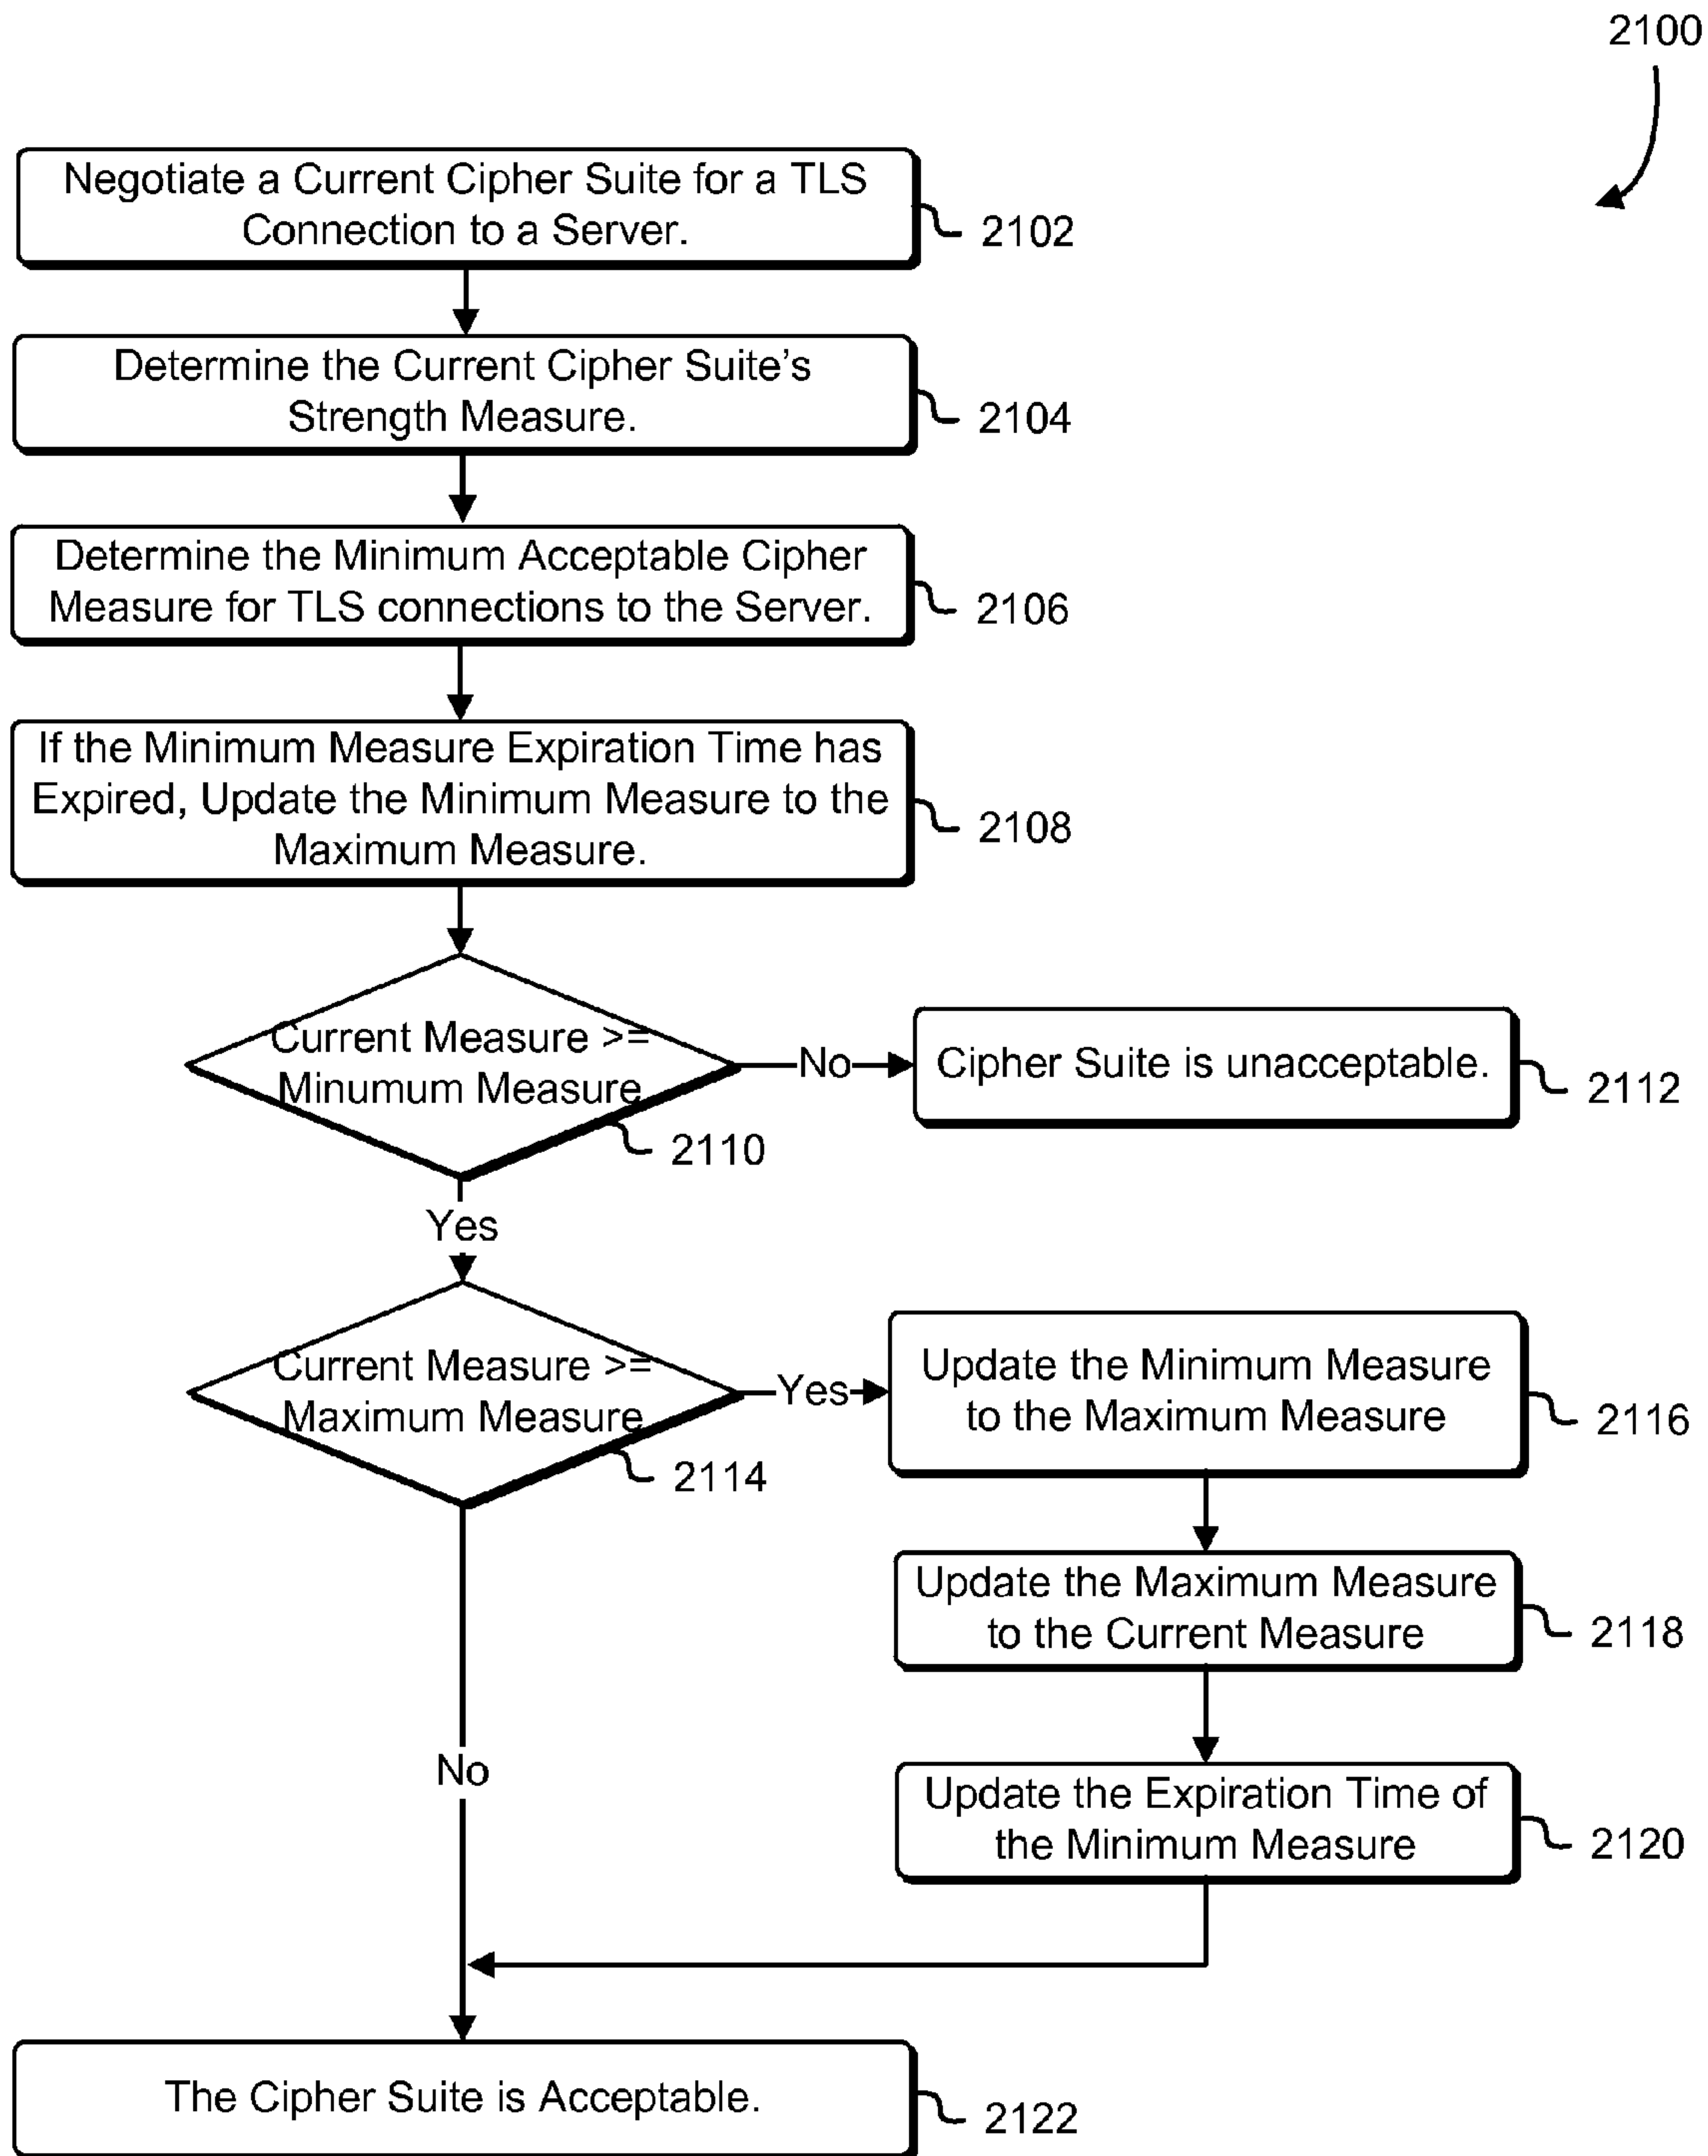 2100
Negotiate a Current Cipher Suite for a TLS
Connection to a Server.
2102
Determine the Current Cipher Suite's
Strength Measure.
2104
Determine the Minimum Acceptable Cipher
Measure for TLS connections to the Server.
2106
If the Minimum Measure Expiration Time has
Expired, Update the Minimum Measure to the
Maximum Measure.
2108
Current Measure >=
Minumum Measure
2110
No
Cipher Suite is unacceptable.
2112
Yes
Current Measure >=
Maximum Measure
2114
Yes
Update the Minimum Measure
to the Maximum Measure
2116
Update the Maximum Measure
to the Current Measure
2118
No
Update the Expiration Time of
the Minimum Measure
2120
The Cipher Suite is Acceptable.
2122